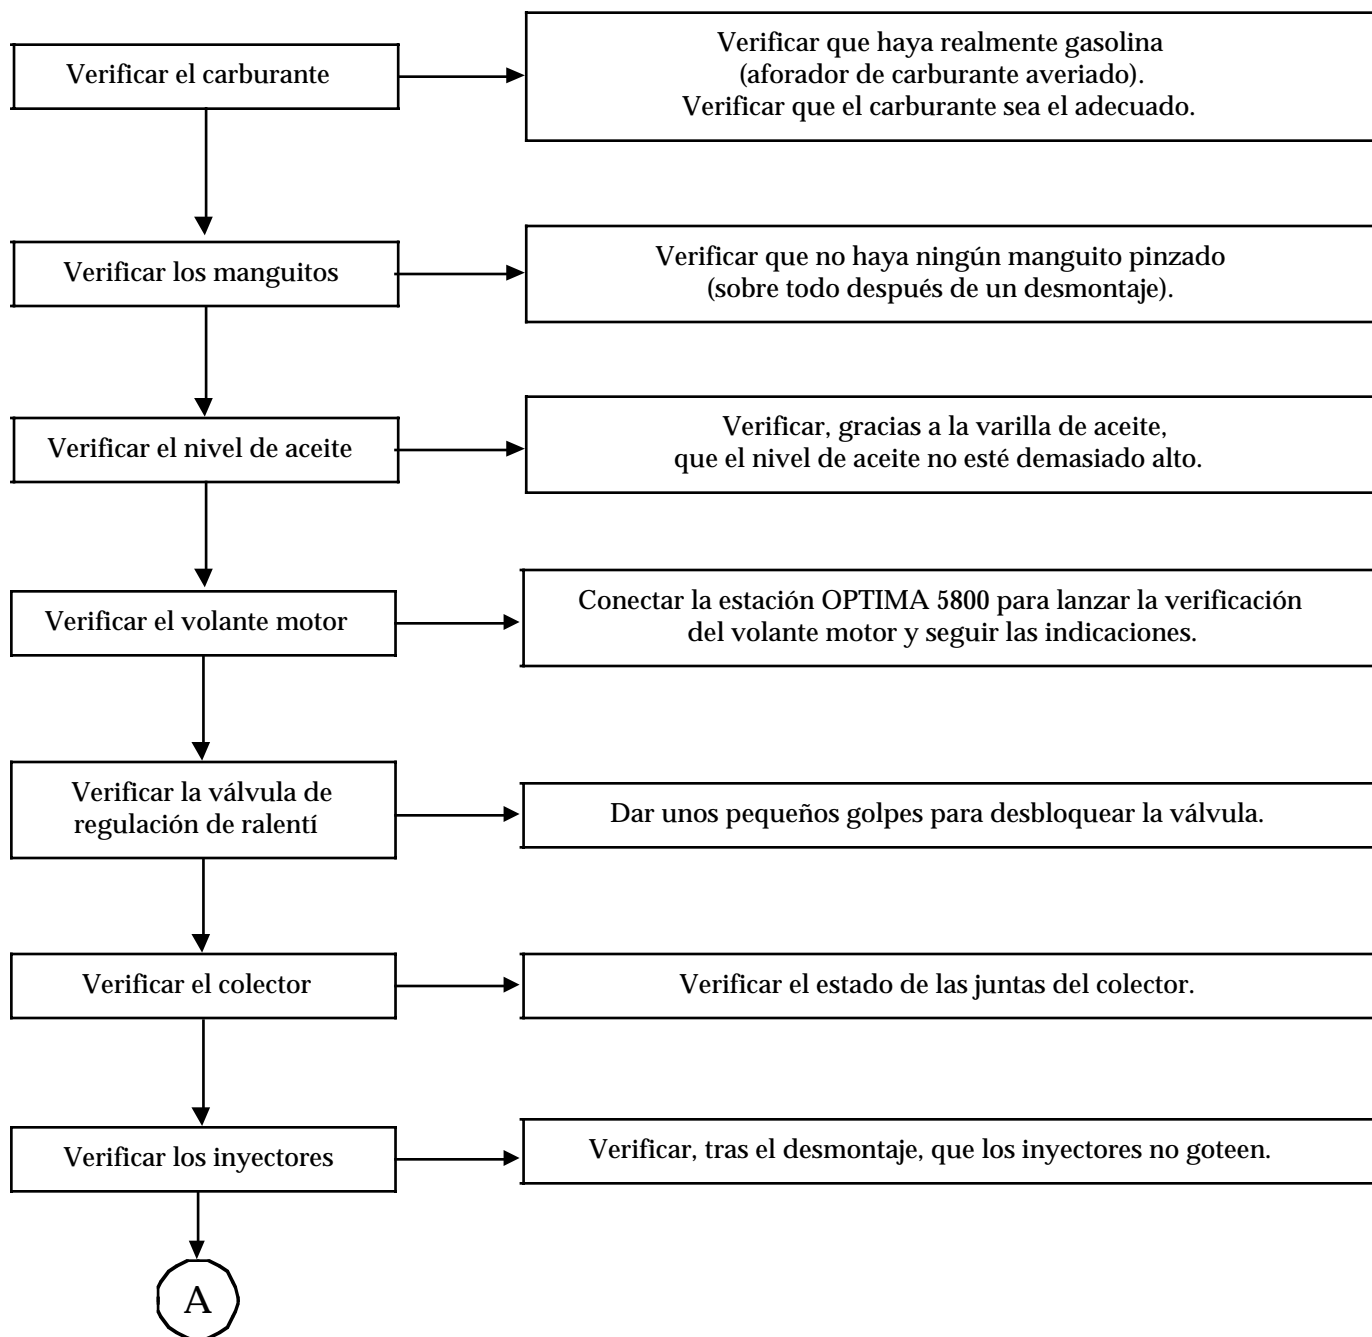 Verificar el carburante
Verificar que haya realmente gasolina
(aforador de carburante averiado).
Verificar que el carburante sea el adecuado.
Verificar los manguitos
Verificar que no haya ningún manguito pinzado
(sobre todo después de un desmontaje).
Verificar el nivel de aceite
Verificar, gracias a la varilla de aceite,
que el nivel de aceite no esté demasiado alto.
Verificar el volante motor
Conectar la estación OPTIMA 5800 para lanzar la verificación
del volante motor y seguir las indicaciones.
Verificar la válvula de
regulación de ralentí
Dar unos pequeños golpes para desbloquear la válvula.
Verificar el colector
Verificar el estado de las juntas del colector.
Verificar los inyectores
Verificar, tras el desmontaje, que los inyectores no goteen.
A